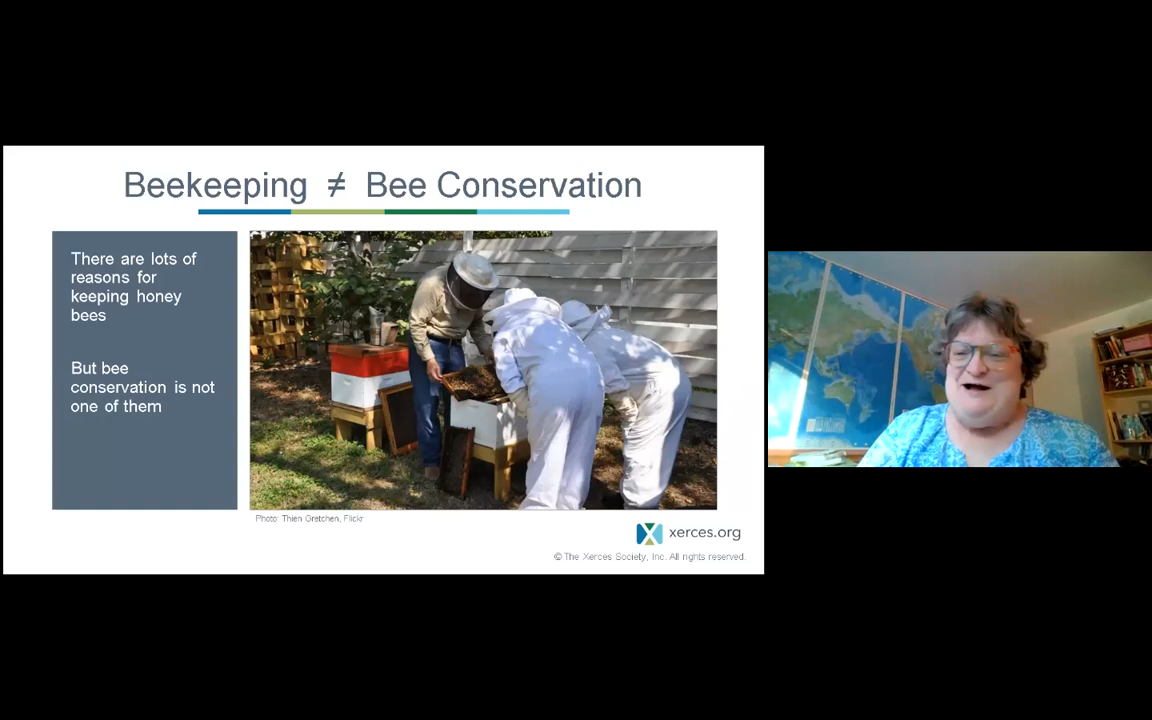 Beekeeping ≠ Bee Conservation
There are lots of
reasons for
keeping honey
bees
But bee
conservation is not
one of them
Photo: Thien Gretchen, Flickr
xerces.org
© The Xerces Society, Inc. All rights reserved.